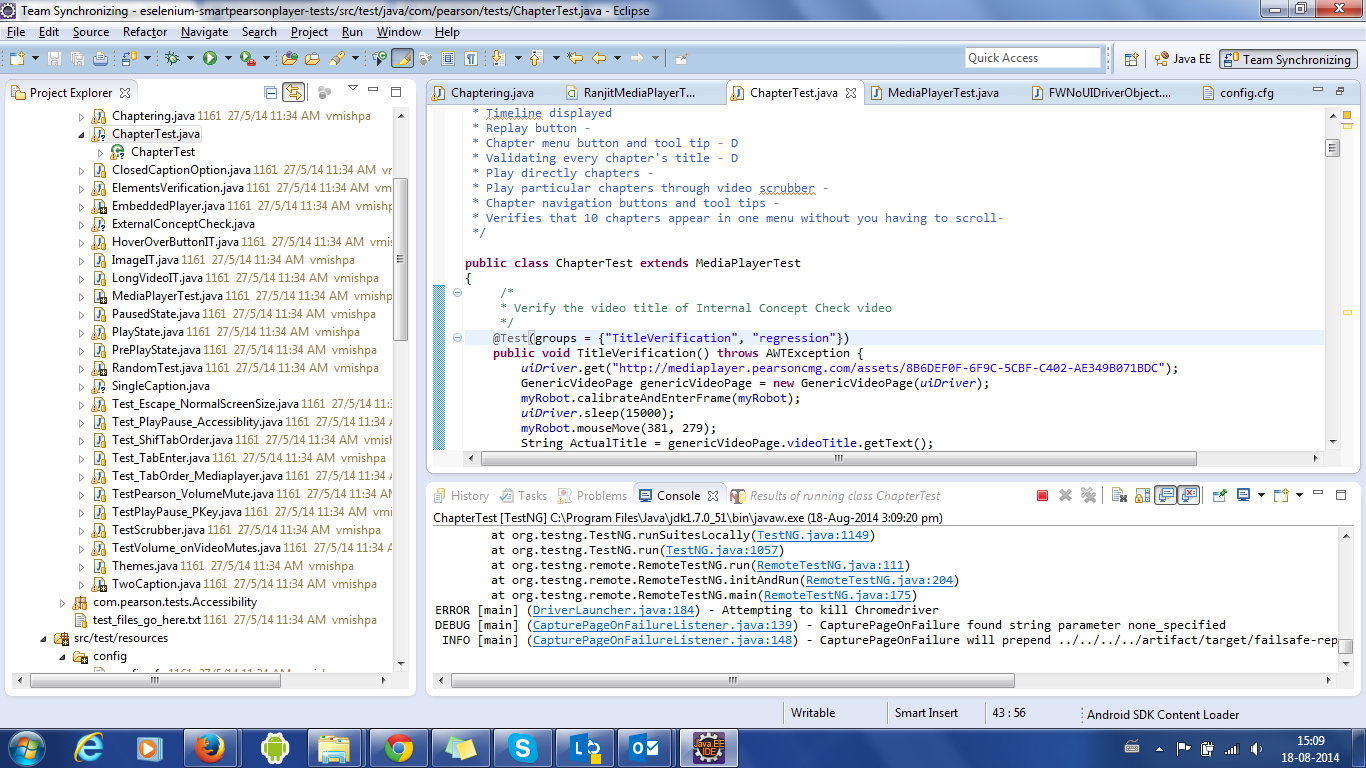 Team Synchronizing - eselenium-smartpearsonplayer-tests/src/test/java/com/pearson/tests/ChapterTest.java - Eclipse
File Edit Source Refactor Navigate Search Project Run Window Help
Quick Access
Java EE
Team Synchronizing
Project Explorer
Chaptering.java 1161 27/5/14 11:34 AM vmishpa
ChapterTest.java
ChapterTest
ClosedCaptionOption.java 1161 27/5/14 11:34 AM vr
ElementsVerification.java 1161 27/5/14 11:34 AM vm
EmbeddedPlayer.java 1161 27/5/14 11:34 AM vmishp
ExternalConceptCheck.java
HoverOverButtonIT.java 1161 27/5/14 11:34 AM vmis
ImageIT.java 1161 27/5/14 11:34 AM vmishpa
LongVideoIT.java 1161 27/5/14 11:34 AM vmishpa
MediaPlayerTest.java 1161 27/5/14 11:34 AM vmishp
PausedState.java 1161 27/5/14 11:34 AM vmishpa
PlayState.java 1161 27/5/14 11:34 AM vmishpa
PrePlayState.java 1161 27/5/14 11:34 AM vmishpa
RandomTest.java 1161 27/5/14 11:34 AM vmishpa
SingleCaption.java
Test_Escape_NormalScreenSize.java 1161 27/5/14 11:3
Test_PlayPause_Accessiblity.java 1161 27/5/14 11:34
Test_ShifTabOrder.java 1161 27/5/14 11:34 AM vmish
Test_TabEnter.java 1161 27/5/14 11:34 AM vmishpa
Test_TabOrder_Mediaplayer.java 1161 27/5/14 11:34
TestPearson_VolumeMute.java 1161 27/5/14 11:34 AM
TestPlayPause_PKey.java 1161 27/5/14 11:34 AM vmi
TestScrubber.java 1161 27/5/14 11:34 AM vmishpa
TestVolume_onVideoMutes.java 1161 27/5/14 11:34 A
Themes.java 1161 27/5/14 11:34 AM vmishpa
TwoCaption.java 1161 27/5/14 11:34 AM vmishpa
com.pearson.tests.Accessibility
test_files_go_here.txt 1161 27/5/14 11:34 AM vmishpa
src/test/resources
config
Chaptering.java
RanjitMediaPlayerT...
ChapterTest.java
MediaPlayerTest.java
FWNoUIDriverObject....
config.cfg
* Timeline displayed
* Replay button -
* Chapter menu button and tool tip - D
* Validating every chapter's title - D
* Play directly chapters -
* Play particular chapters through video scrubber -
* Chapter navigation buttons and tool tips -
* Verifies that 10 chapters appear in one menu without you having to scroll-
*/
public class ChapterTest extends MediaPlayerTest
{
/*
* Verify the video title of Internal Concept Check video
*/
@Test(groups = {"TitleVerification", "regression"})
public void TitleVerification() throws AWTException {
uiDriver.get("http://mediaplayer.pearsoncmg.com/assets/8B6DEF0F-6F9C-5CBF-C402-AE349B071BDC");
GenericVideoPage genericVideoPage = new GenericVideoPage(uiDriver);
myRobot.calibrateAndEnterFrame(myRobot);
uiDriver.sleep(15000);
myRobot.mouseMove(381, 279);
String ActualTitle = genericVideoPage.videoTitle.getText();
History
Tasks
Problems
Console
Results of running class ChapterTest
ChapterTest [TestNG] C:\Program Files\Java\jdk1.7.0_51\bin\javaw.exe (18-Aug-2014 3:09:20 pm)
at org.testng.TestNG.runSuitesLocally(TestNG.java:1149)
at org.testng.TestNG.run(TestNG.java:1057)
at org.testng.remote.RemoteTestNG.run(RemoteTestNG.java:111)
at org.testng.remote.RemoteTestNG.initAndRun(RemoteTestNG.java:204)
at org.testng.remote.RemoteTestNG.main(RemoteTestNG.java:175)
ERROR [main] (DriverLauncher.java:184) - Attempting to kill Chromedriver
DEBUG [main] (CapturePageOnFailureListener.java:139) - CapturePageOnFailure found string parameter none_specified
INFO [main] (CapturePageOnFailureListener.java:148) - CapturePageOnFailure will prepend ../../../../artifact/target/failsafe-rep
Writable
Smart Insert
43 : 56
Android SDK Content Loader
15:09
18-08-2014